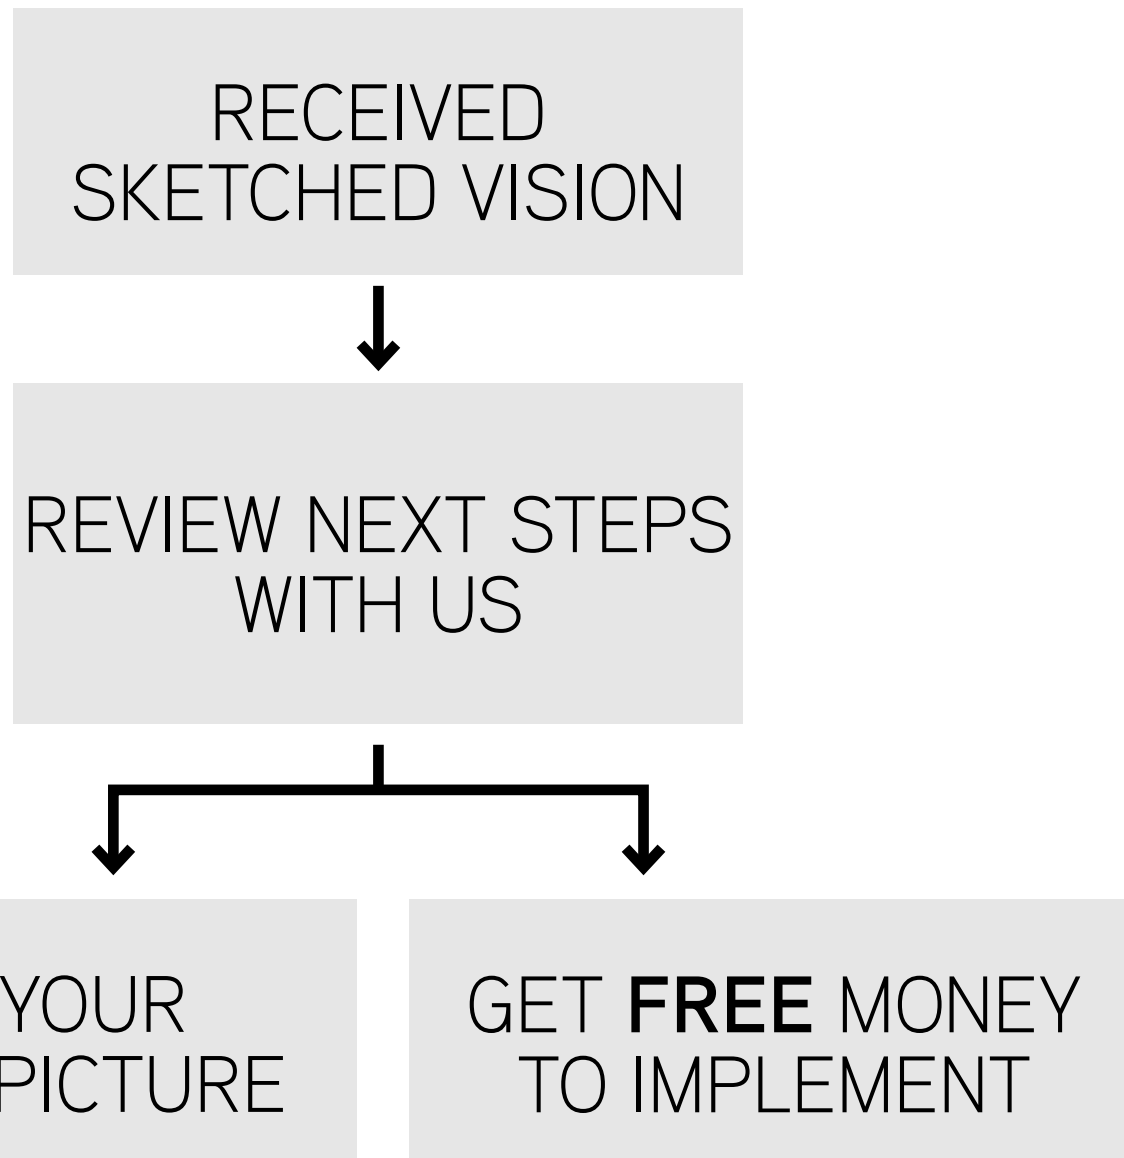 RECEIVED
SKETCHED VISION
REVIEW NEXT STEPS
WITH US
YOUR
PICTURE
GET FREE MONEY
TO IMPLEMENT